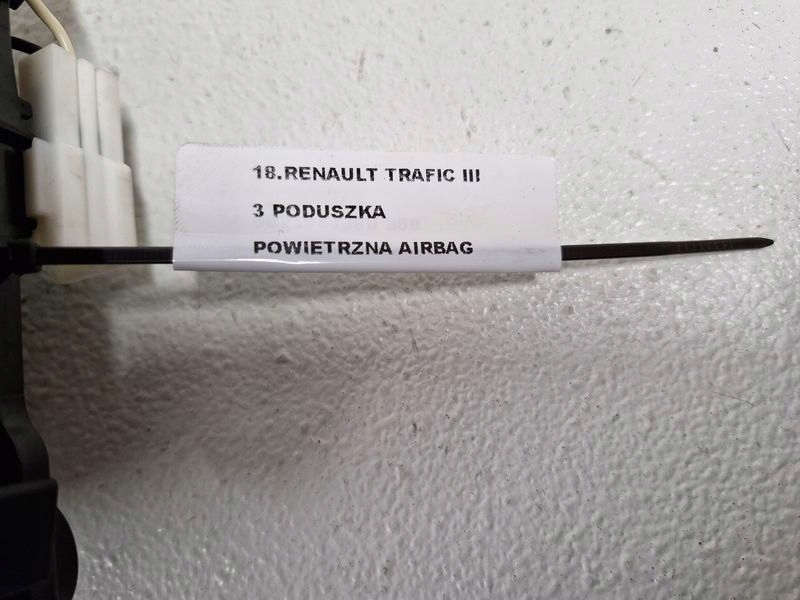 18.RENAULT TRAFIC III
3 PODUSZKA
POWIETRZNA AIRBAG